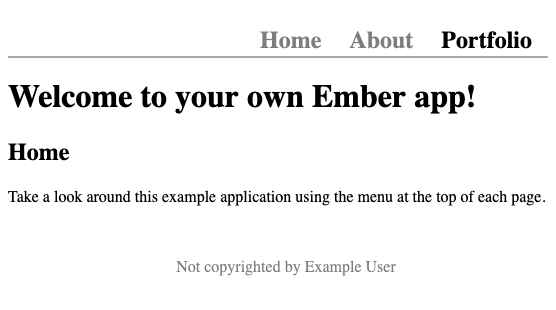 Home About Portfolio
Welcome to your own Ember app!
Home
Take a look around this example application using the menu at the top of each page.
Not copyrighted by Example User